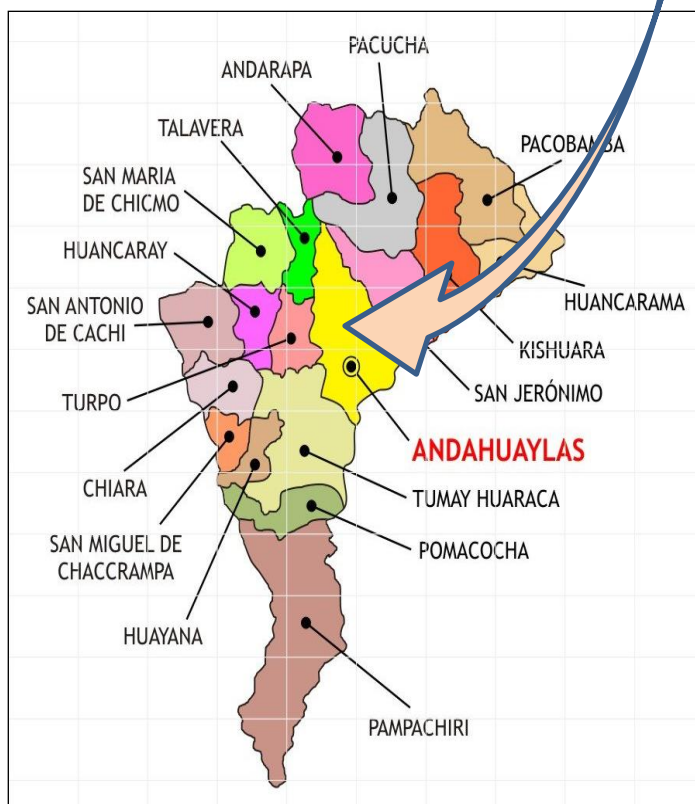 PACUCHA
ANDARAPA
TALAVERA
PACOBAMBA
SAN MARIA
DE CHICMO
HUANCARAY
HUANCARAMA
SAN ANTONIO
DE CACHI
KISHUARA
TURPO
SAN JERÓNIMO
ANDAHUAYLAS
CHIARA
TUMAY HUARACA
SAN MIGUEL DE
CHACCRAMPA
POMACOCHA
HUAYANA
PAMPACHIRI